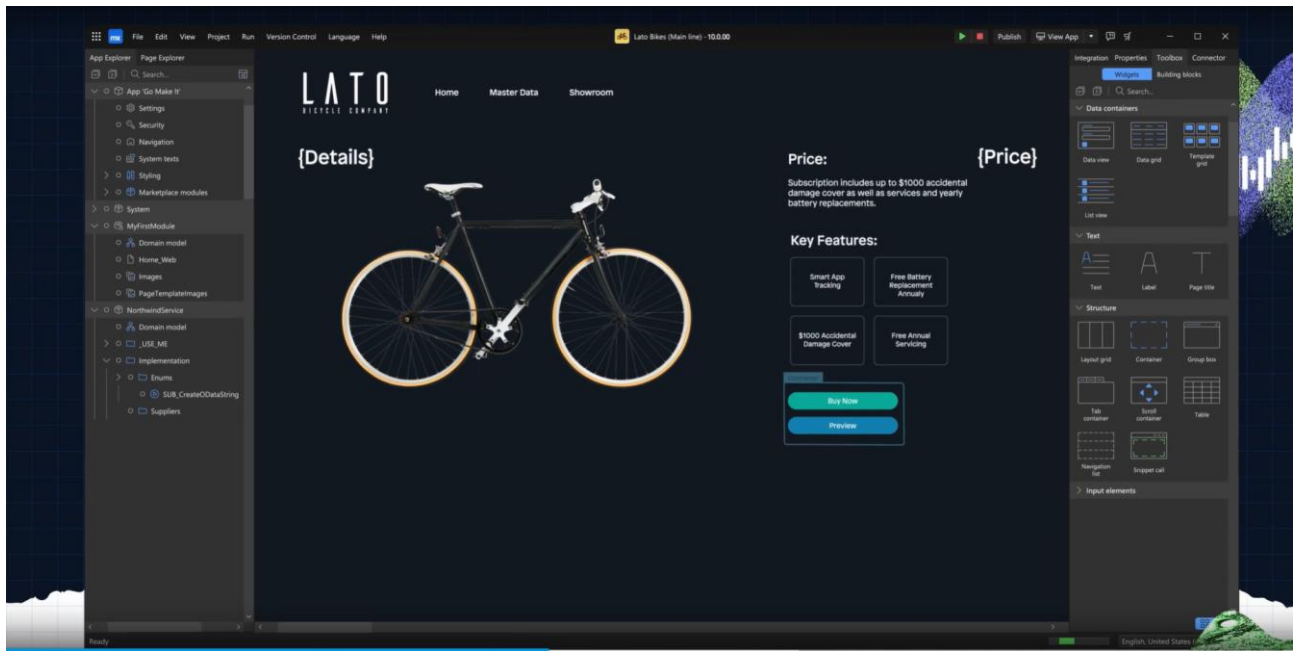 mx File Edit View Project Run Version Control Language Help
Lato Bikes (Main line) - 10.0.00
Publish View App
App Explorer Page Explorer
Search...
App 'Go Make It'
Settings
Security
Navigation
System texts
Styling
Marketplace modules
System
MyFirstModule
Domain model
Home_Web
Images
PageTemplateImages
NorthwindService
Domain model
_USE_ME
Implementation
Enums
SUB_CreateODataString
Suppliers
LATO
BICYCLE COMPANY
Home Master Data Showroom
{Details}
Price: {Price}
Subscription includes up to $1000 accidental
damage cover as well as services and yearly
battery replacements.
Key Features:
Smart App
Tracking
Free Battery
Replacement
Annualy
$1000 Accidental
Damage Cover
Free Annual
Servicing
Container
Buy Now
Preview
Integration Properties Toolbox Connector
Widgets Building blocks
Search...
Data containers
Data view
Data grid
Template
grid
List view
Text
Text
Label
Page title
Structure
Layout grid
Container
Group box
Tab
container
Scroll
container
Table
Navigation
list
Snippet call
Input elements
Ready
English, United States